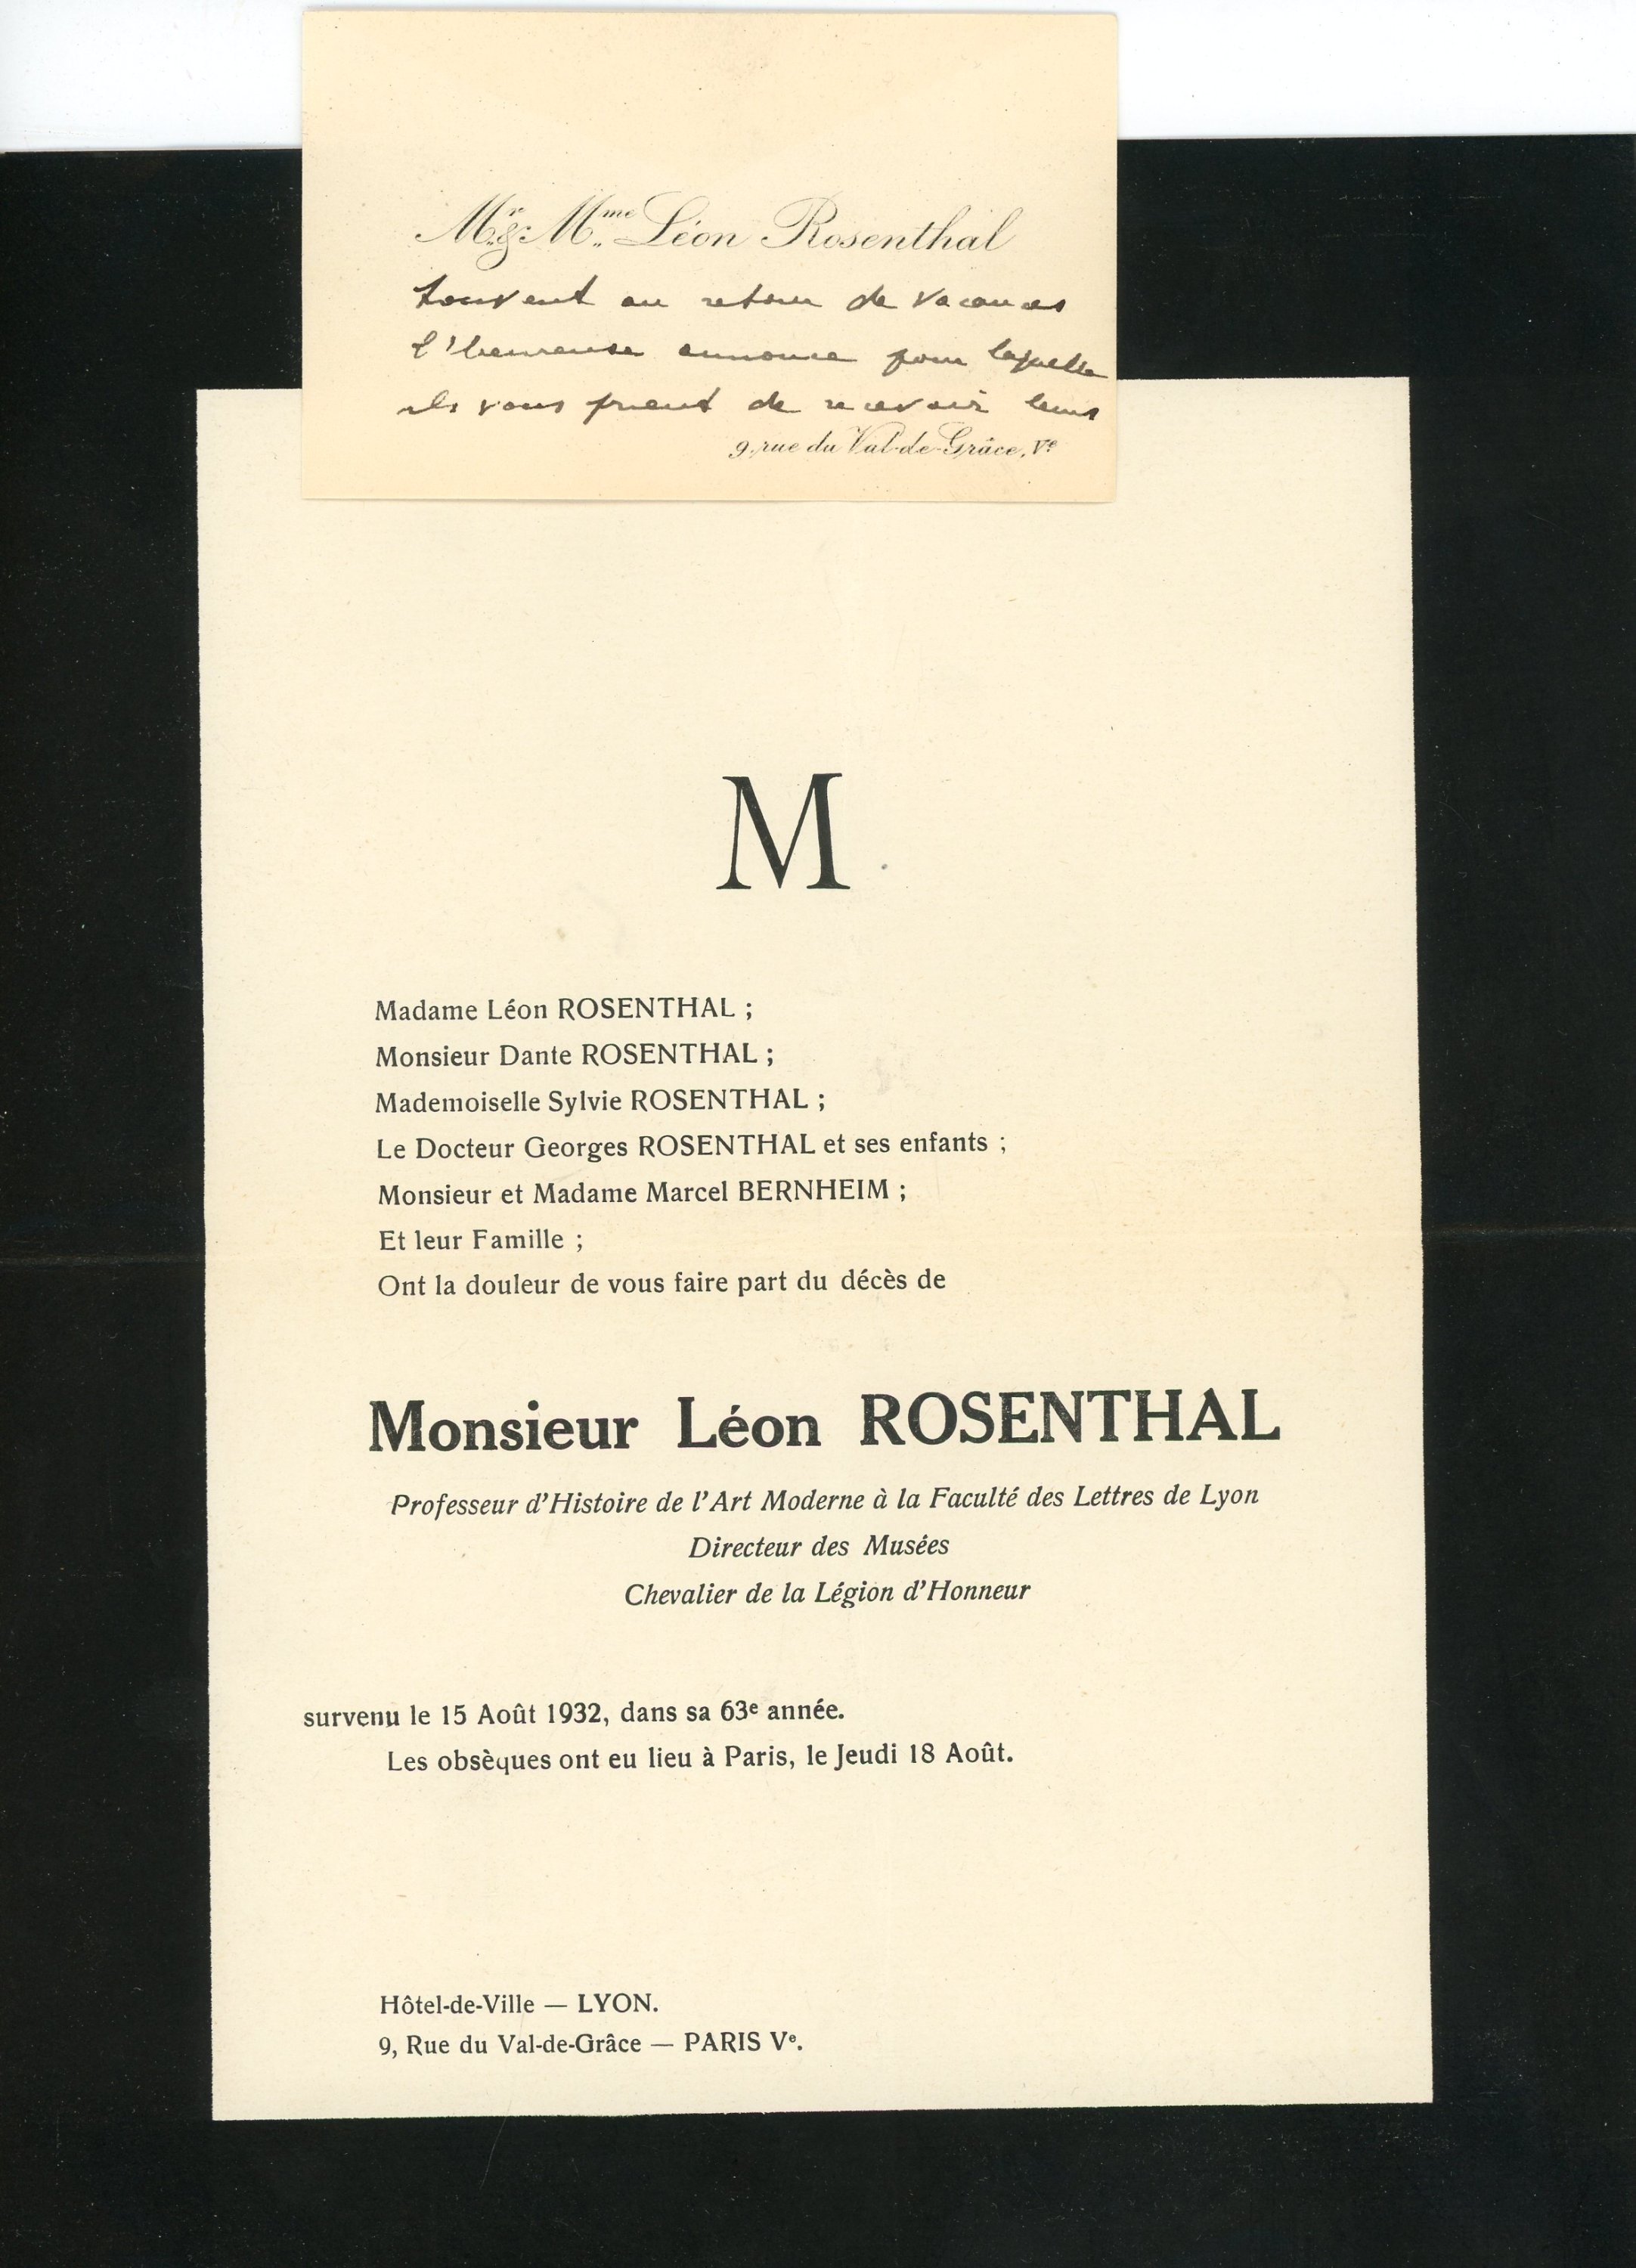 Mr. & Mme. Léon Rosenthal
trouvent au retour de vacances
l'heureuse annonce pour laquelle
ils vous prient de recevoir leurs
9, rue du Val-de-Grâce, Ve
M
Madame Léon ROSENTHAL ;
Monsieur Dante ROSENTHAL ;
Mademoiselle Sylvie ROSENTHAL ;
Le Docteur Georges ROSENTHAL et ses enfants ;
Monsieur et Madame Marcel BERNHEIM ;
Et leur Famille ;
Ont la douleur de vous faire part du décès de
Monsieur Léon ROSENTHAL
Professeur d'Histoire de l'Art Moderne à la Faculté des Lettres de Lyon
Directeur des Musées
Chevalier de la Légion d'Honneur
survenu le 15 Août 1932, dans sa 63e année.
Les obsèques ont eu lieu à Paris, le Jeudi 18 Août.
Hôtel-de-Ville — LYON.
9, Rue du Val-de-Grâce — PARIS Ve.